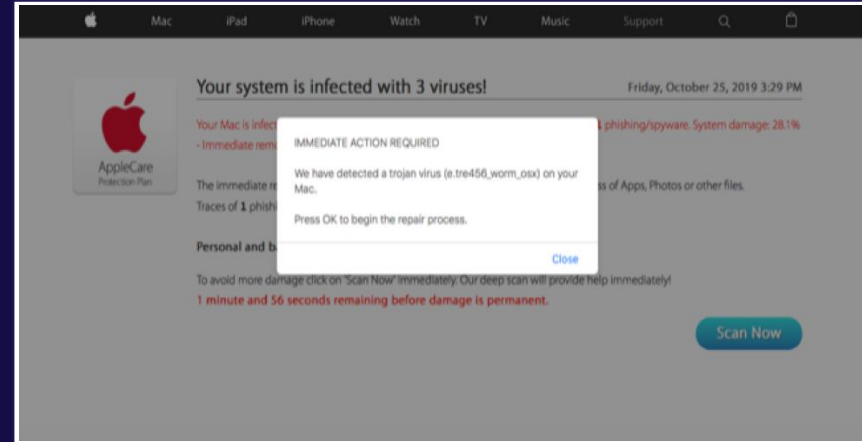 Mac iPad iPhone Watch TV Music Support
Your system is infected with 3 viruses!
Friday, October 25, 2019 3:29 PM
AppleCare
Protection Plan
Your Mac is infec
phishing/spyware. System damage: 28.1%
- Immediate rem
The immediate re
ss of Apps, Photos or other files.
Traces of 1 phishi
Personal and b
To avoid more damage click on 'Scan Now' immediately. Our deep scan will provide help immediately!
1 minute and 56 seconds remaining before damage is permanent.
Scan Now
IMMEDIATE ACTION REQUIRED
We have detected a trojan virus (e.tre456_worm_osx) on your
Mac.
Press OK to begin the repair process.
Close